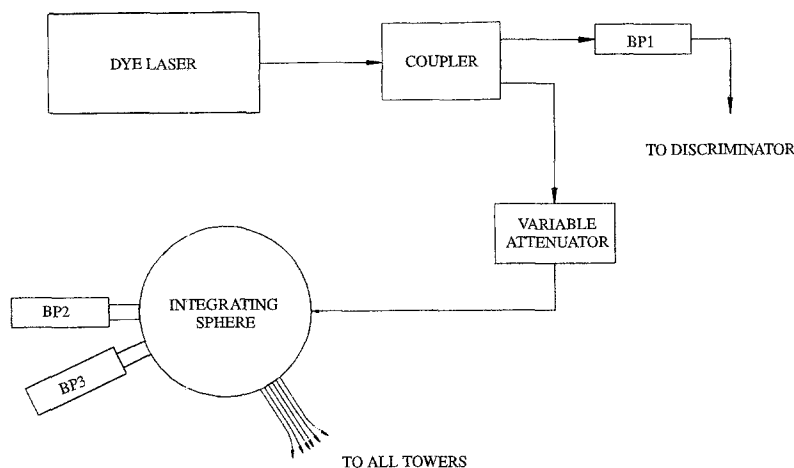 DYE LASER
COUPLER
BP1
TO DISCRIMINATOR
VARIABLE
ATTENUATOR
INTEGRATING
SPHERE
BP2
BP3
TO ALL TOWERS